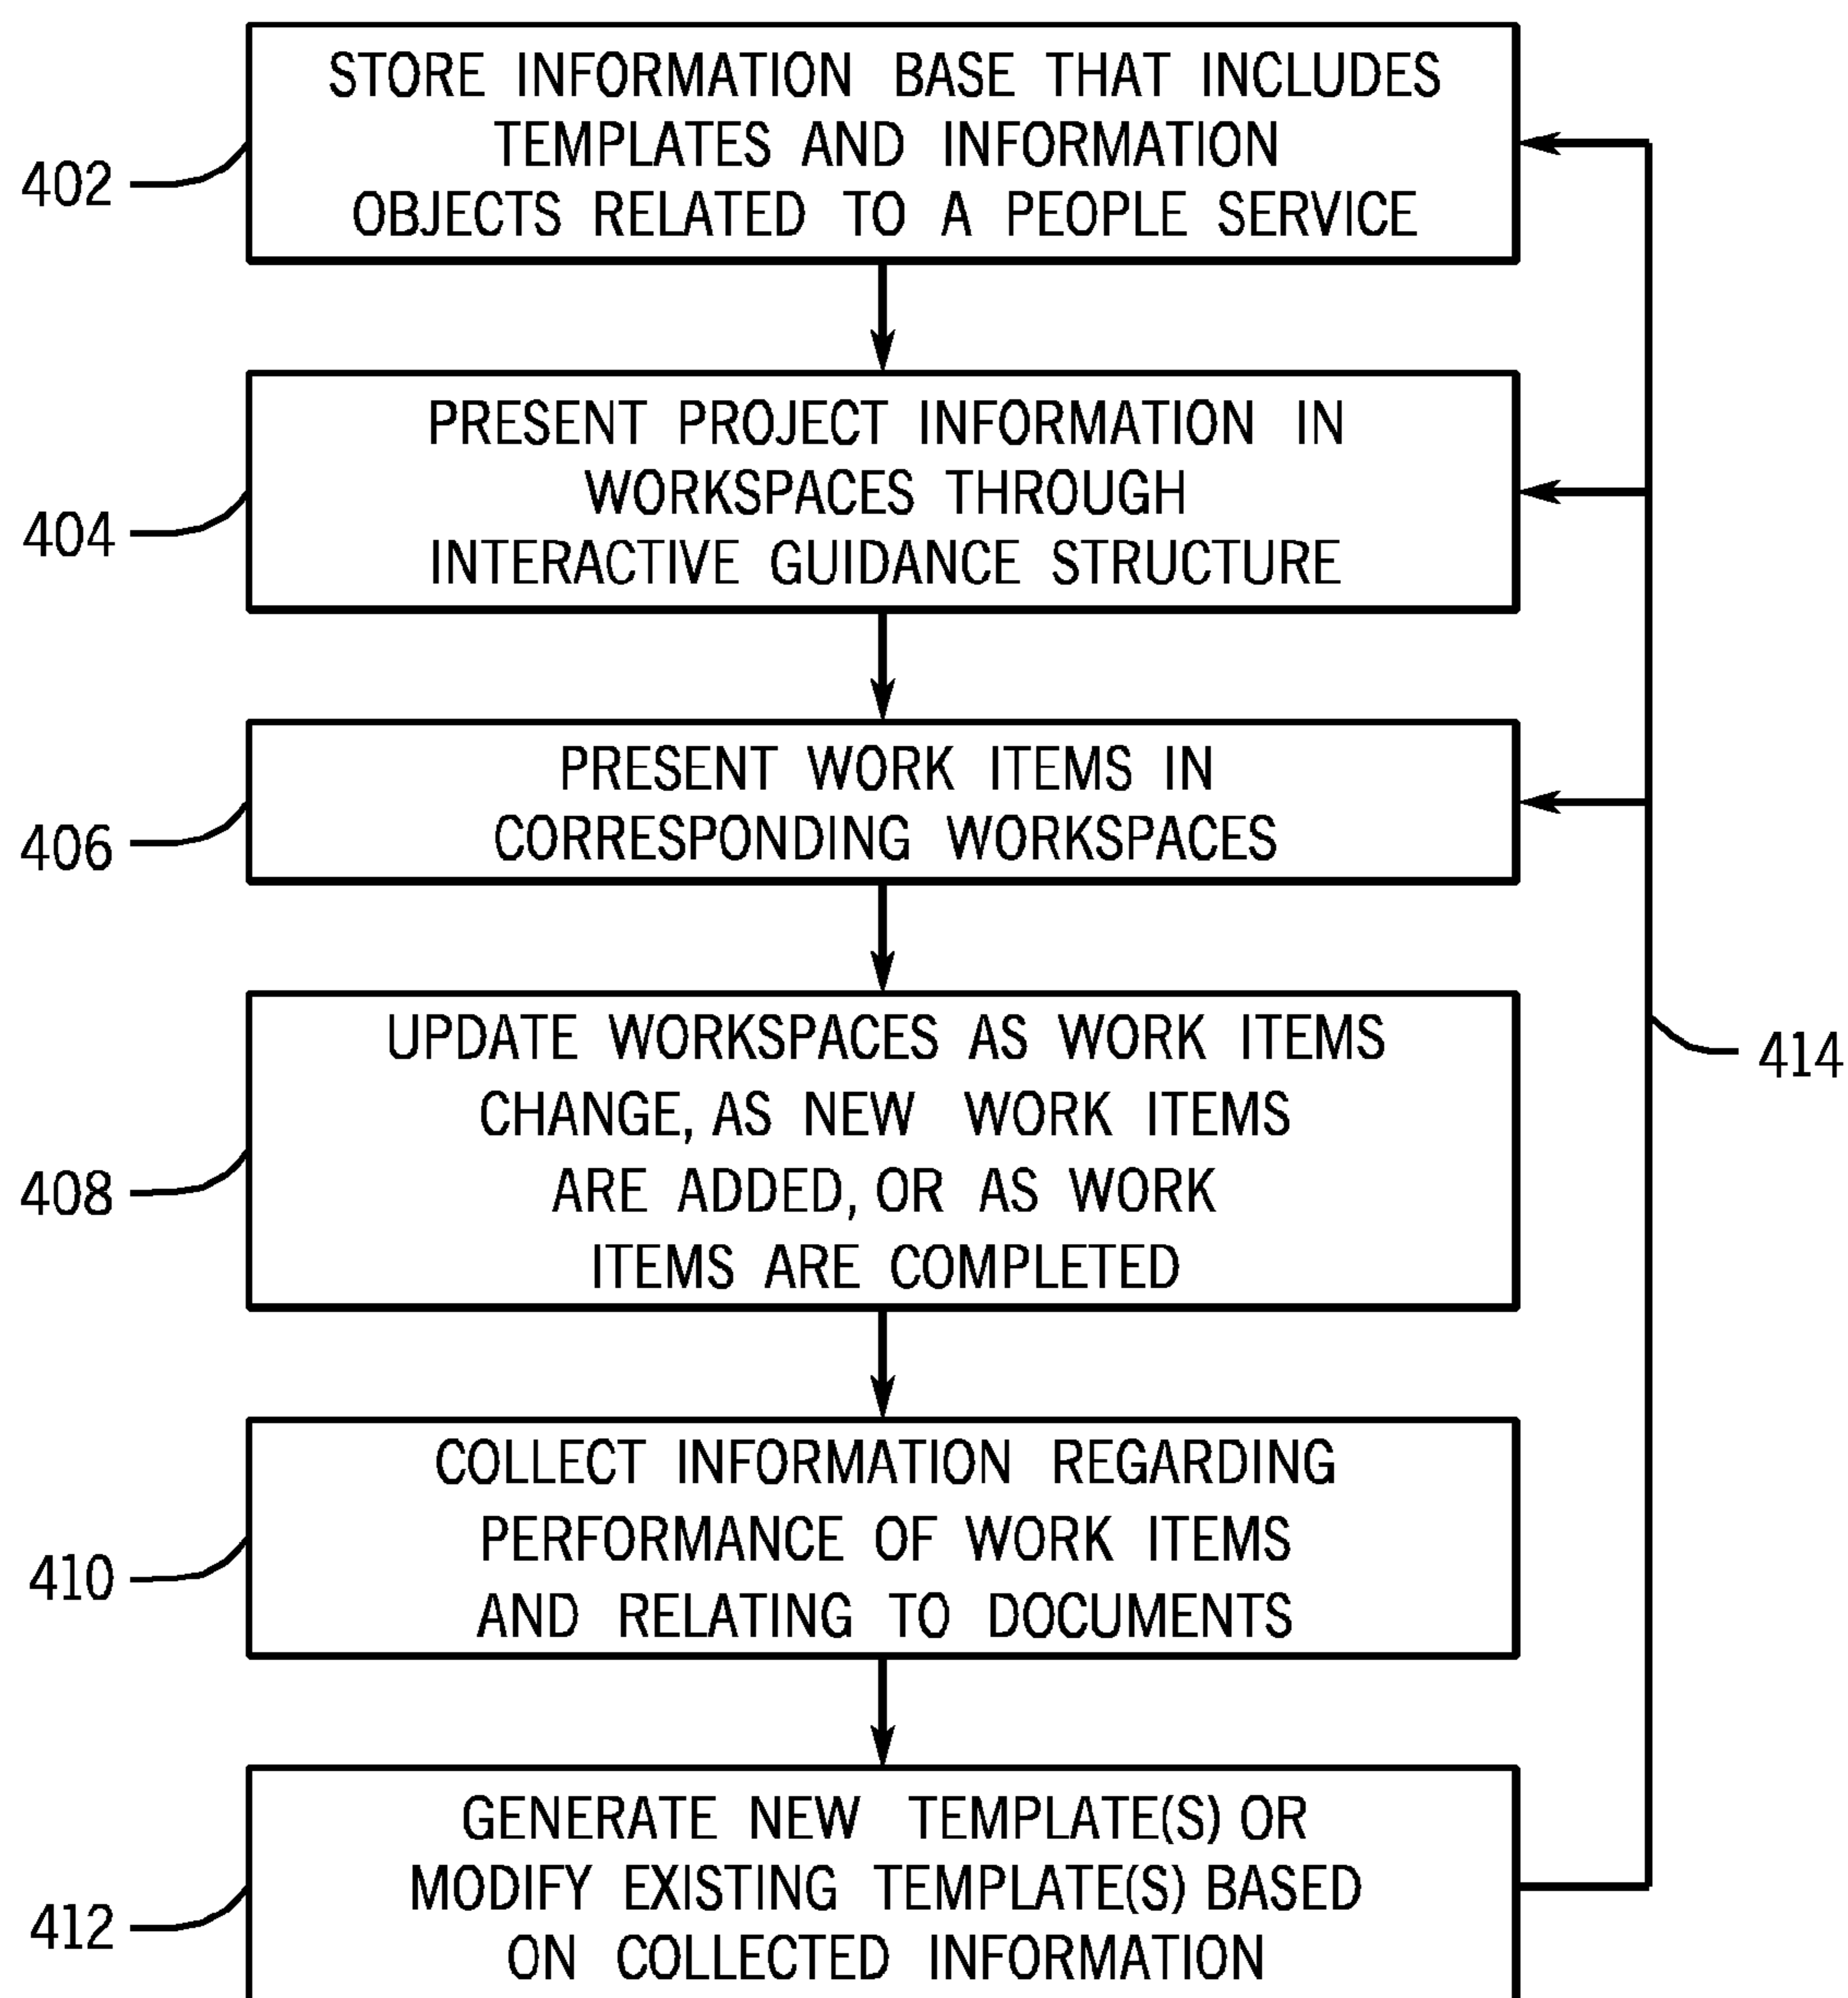 STORE INFORMATION BASE THAT INCLUDES
TEMPLATES AND INFORMATION
OBJECTS RELATED TO A PEOPLE SERVICE
402
PRESENT PROJECT INFORMATION IN
WORKSPACES THROUGH
INTERACTIVE GUIDANCE STRUCTURE
404
PRESENT WORK ITEMS IN
CORRESPONDING WORKSPACES
406
UPDATE WORKSPACES AS WORK ITEMS
CHANGE, AS NEW WORK ITEMS
ARE ADDED, OR AS WORK
ITEMS ARE COMPLETED
408
414
COLLECT INFORMATION REGARDING
PERFORMANCE OF WORK ITEMS
AND RELATING TO DOCUMENTS
410
GENERATE NEW TEMPLATE(S) OR
MODIFY EXISTING TEMPLATE(S) BASED
ON COLLECTED INFORMATION
412